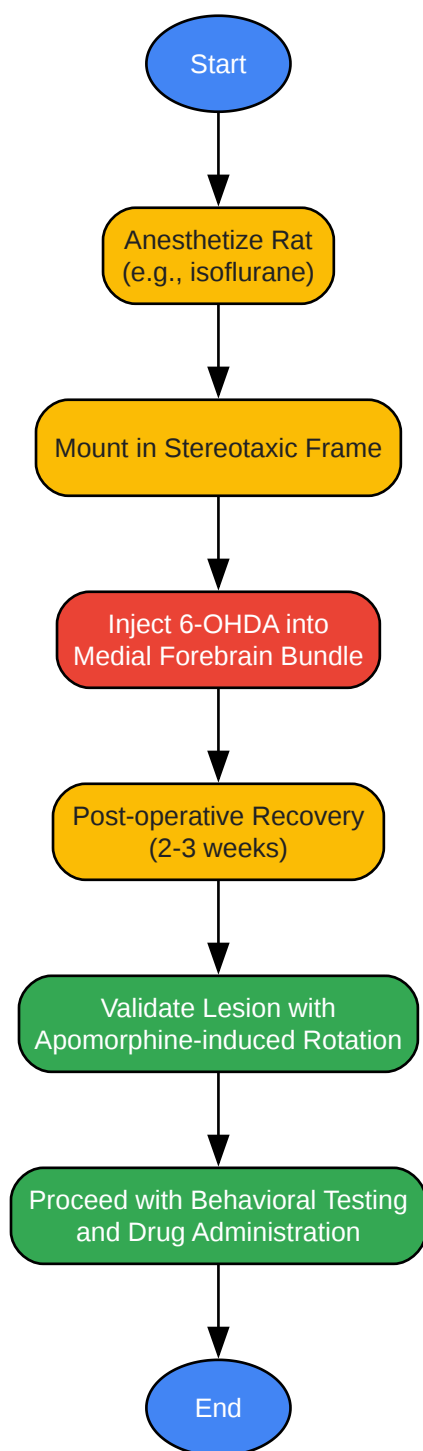 Start
Anesthetize Rat
(e.g., isoflurane)
Mount in Stereotaxic Frame
Inject 6-OHDA into
Medial Forebrain Bundle
Post-operative Recovery
(2-3 weeks)
Validate Lesion with
Apomorphine-induced Rotation
Proceed with Behavioral Testing
and Drug Administration
End